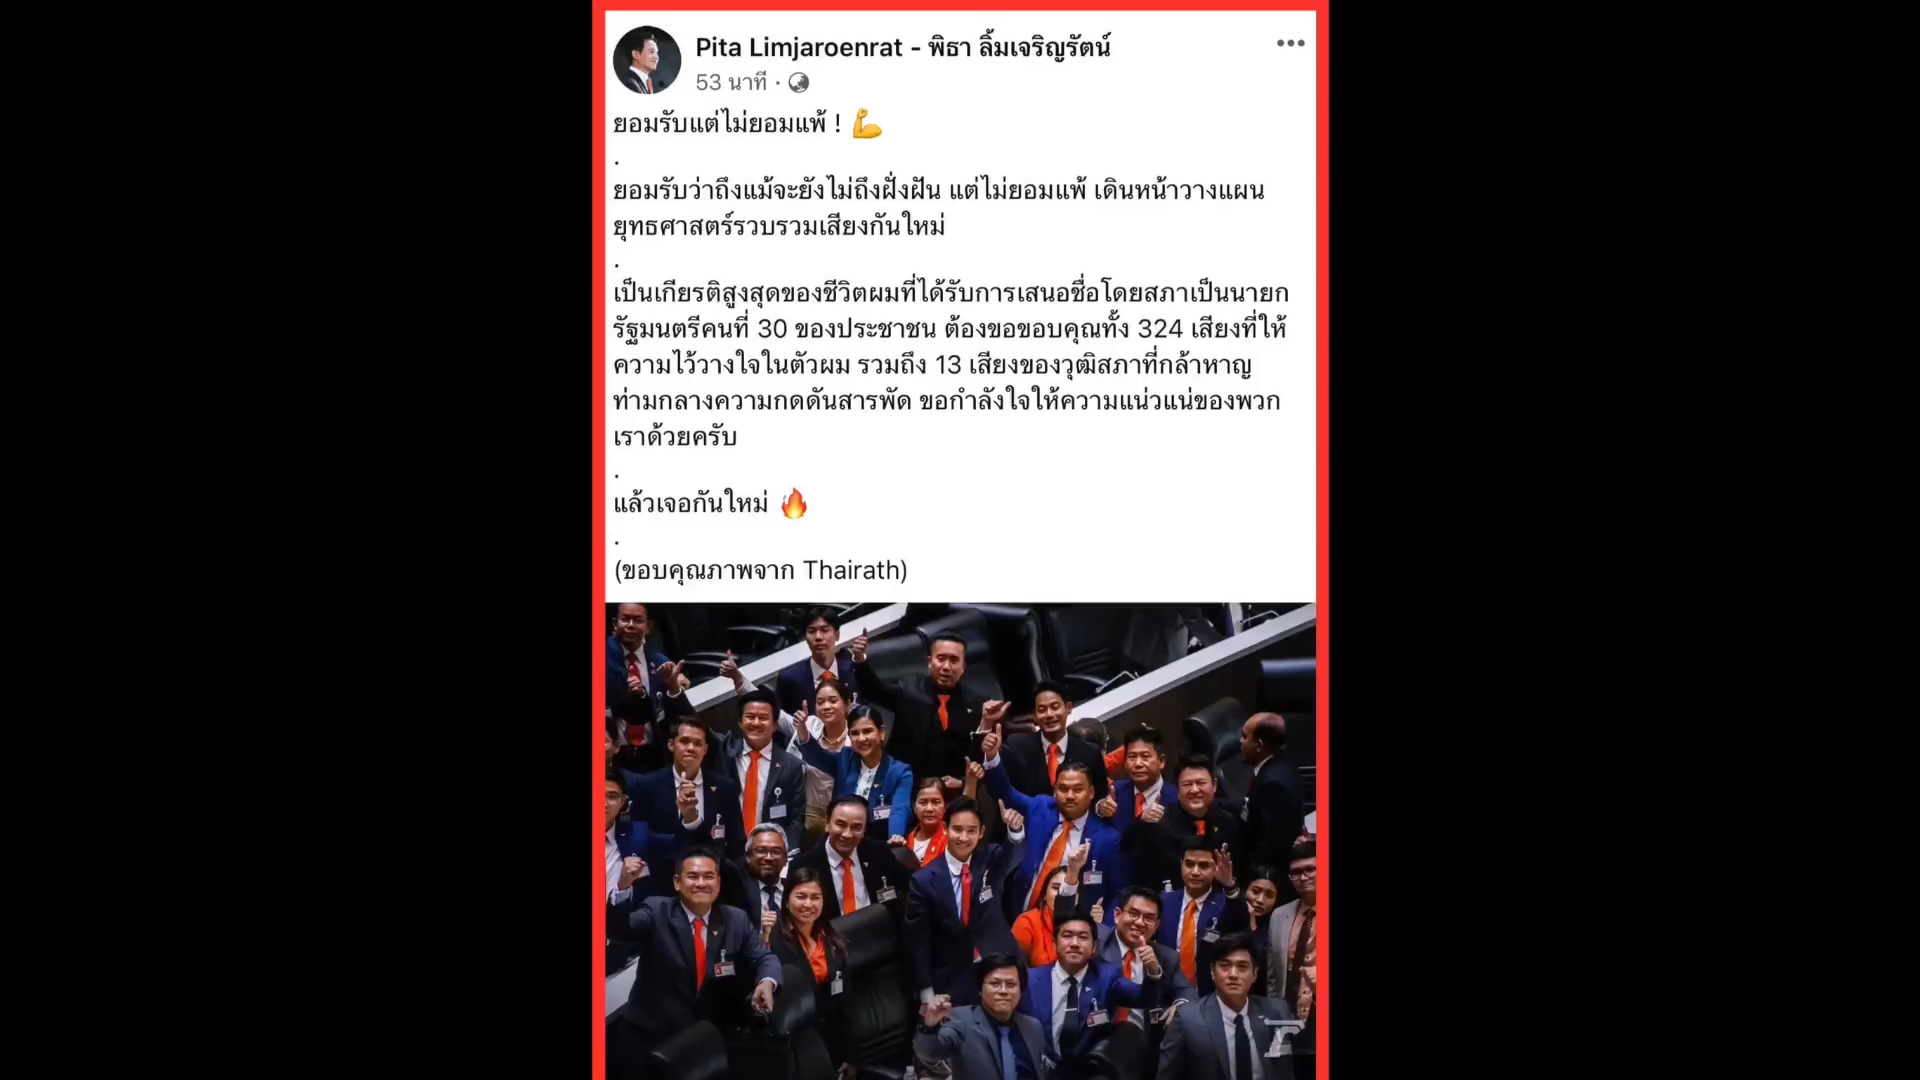 Pita Limjaroenrat - พิธา ลิ้มเจริญรัตน์
53 นาที ·
ยอมรับแต่ไม่ยอมแพ้ ! 💪
.
ยอมรับว่าถึงแม้จะยังไม่ถึงฝั่งฝัน แต่ไม่ยอมแพ้ เดินหน้าวางแผน
ยุทธศาสตร์รวบรวมเสียงกันใหม่
.
เป็นเกียรติสูงสุดของชีวิตผมที่ได้รับการเสนอชื่อโดยสภาเป็นนายก
รัฐมนตรีคนที่ 30 ของประชาชน ต้องขอขอบคุณทั้ง 324 เสียงที่ให้
ความไว้วางใจในตัวผม รวมถึง 13 เสียงของวุฒิสภาที่กล้าหาญ
ท่ามกลางความกดดันสารพัด ขอกำลังใจให้ความแน่วแน่ของพวก
เราด้วยครับ
.
แล้วเจอกันใหม่ 🔥
.
(ขอบคุณภาพจาก Thairath)